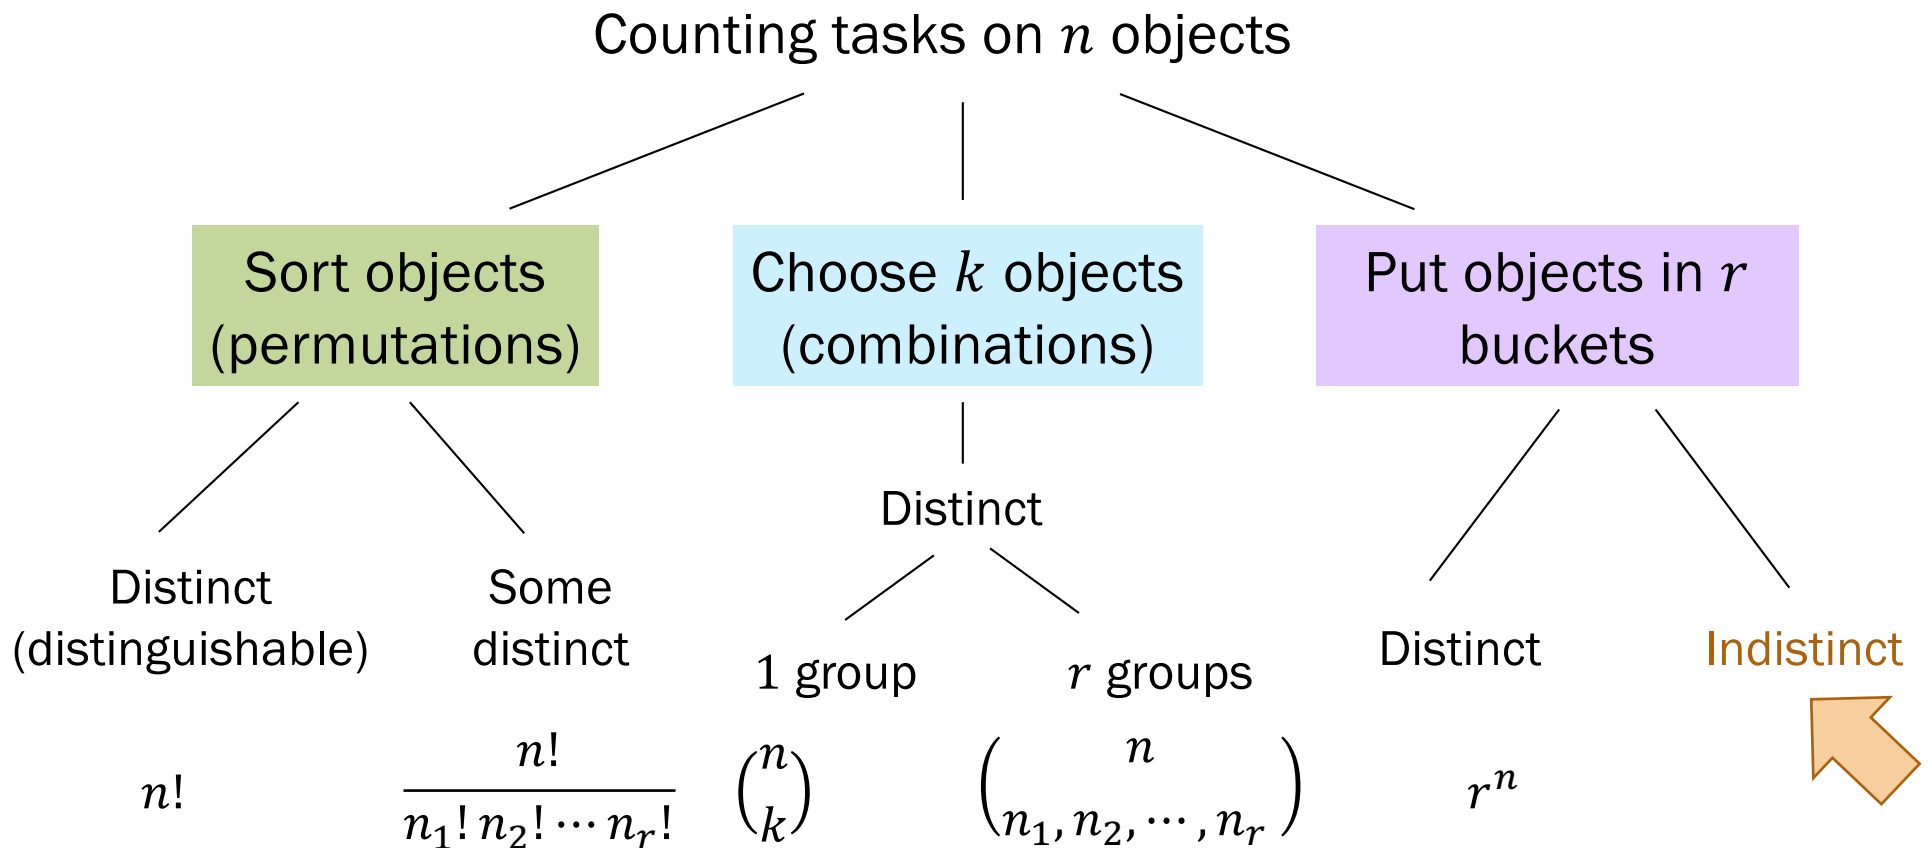 Counting tasks on n objects
Sort objects
(permutations)
Choose k objects
(combinations)
Put objects in r
buckets
Distinct
Distinct
(distinguishable)
Some
distinct
1 group
r groups
Distinct
Indistinct
n!
n!
n₁! n₂! ⋯ nᵣ!
(n
k)
(n
n₁, n₂, ⋯ , nᵣ)
rⁿ